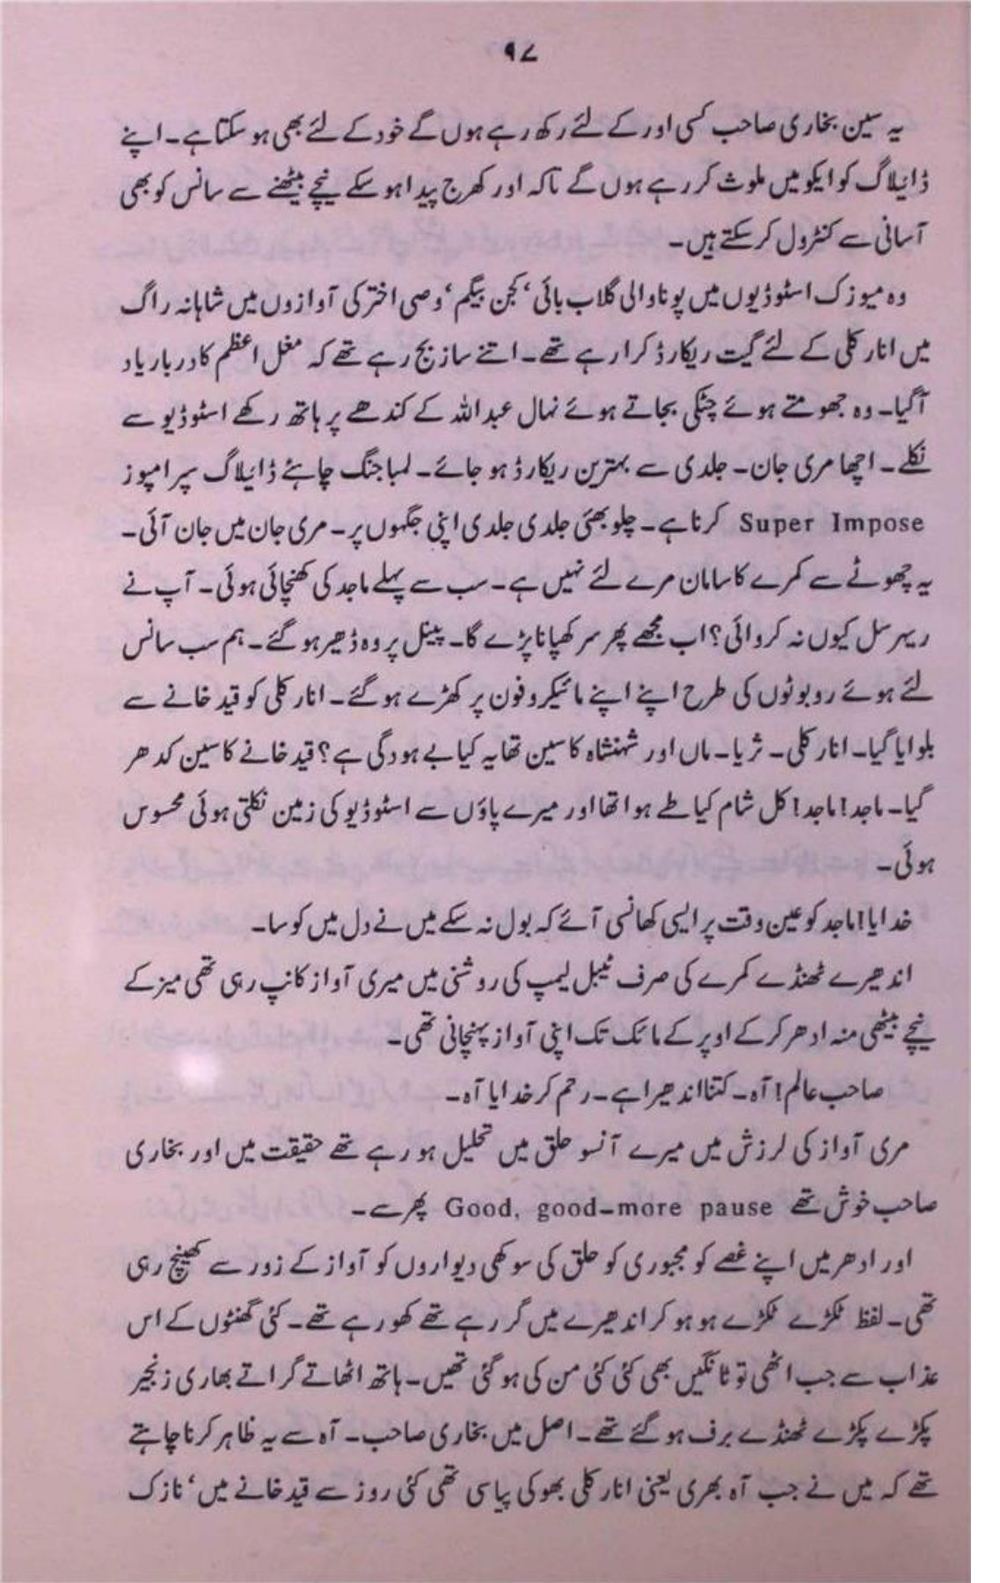 ۹۷
یہ سین بخاری صاحب کسی اور کے لئے رکھ رہے ہوں گے خود کے لئے بھی ہو سکتا ہے۔ اپنے
ڈائیلاگ کو ایکو میں ملوث کر رہے ہوں گے تاکہ اور کھرج پیدا ہو سکے نیچے بیٹھنے سے سانس کو بھی
آسانی سے کنٹرول کر سکتے ہیں۔
وہ میوزک اسٹوڈیوں میں پونا والی گلاب بائی، کجن بیگم، وصی اختر کی آوازوں میں شاہانہ راگ
میں انار کلی کے لئے گیت ریکارڈ کرا رہے تھے۔ اتنے ساز بج رہے تھے کہ مغل اعظم کا دربار یاد
آگیا۔ وہ جھومتے ہوئے چٹکی بجاتے ہوئے نہال عبداللہ کے کندھے پر ہاتھ رکھے اسٹوڈیو سے
نکلے۔ اچھا مری جان۔ جلدی سے بہترین ریکارڈ ہو جائے۔ لمبا جنگ چاہئے ڈائیلاگ سپر امپوز
Super Impose کرنا ہے۔ چلو بھئی جلدی جلدی اپنی جگہوں پر۔ مری جان میں جان آئی۔
یہ چھوٹے سے کمرے کا سامان مرے لئے نہیں ہے۔ سب سے پہلے ماجد کی کھنچائی ہوئی۔ آپ نے
ریہرسل کیوں نہ کروائی؟ اب مجھے پھر سر کھپانا پڑے گا۔ پینل پر وہ ڈھیر ہو گئے۔ ہم سب سانس
لئے ہوئے روبوٹوں کی طرح اپنے اپنے مائیکروفون پر کھڑے ہو گئے۔ انار کلی کو قید خانے سے
بلوایا گیا۔ انار کلی۔ ثریا۔ ماں اور شہنشاہ کا سین تھا یہ کیا بے ہودگی ہے؟ قید خانے کا سین کدھر
گیا۔ ماجد! ماجد! کل شام کیا طے ہوا تھا اور میرے پاؤں سے اسٹوڈیو کی زمین نکلتی ہوئی محسوس
ہوئی۔
خدایا! ماجد کو عین وقت پر ایسی کھانسی آئے کہ بول نہ سکے میں نے دل میں کوسا۔
اندھیرے ٹھنڈے کمرے کی صرف ٹیبل لیمپ کی روشنی میں میری آواز کانپ رہی تھی میز کے
نیچے بیٹھی منہ ادھر کر کے اوپر کے مائک تک اپنی آواز پہنچانی تھی۔
صاحب عالم! آہ۔ کتنا اندھیرا ہے۔ رحم کر خدایا آہ۔
مری آواز کی لرزش میں میرے آنسو حلق میں تحلیل ہو رہے تھے حقیقت میں اور بخاری
صاحب خوش تھے Good, good-more pause پھر سے۔
اور ادھر میں اپنے غصے کو مجبوری کو حلق کی سوکھی دیواروں کو آواز کے زور سے کھینچ رہی
تھی۔ لفظ ٹکڑے ٹکڑے ہو ہو کر اندھیرے میں گر رہے تھے کھو رہے تھے۔ کئی گھنٹوں کے اس
عذاب سے جب اٹھی تو ٹانگیں بھی کئی کئی من کی ہو گئی تھیں۔ ہاتھ اٹھاتے گراتے بھاری زنجیر
پکڑے پکڑے ٹھنڈے برف ہو گئے تھے۔ اصل میں بخاری صاحب۔ آہ سے یہ ظاہر کرنا چاہتے
تھے کہ میں نے جب آہ بھری یعنی انار کلی بھوکی پیاسی تھی کئی روز سے قید خانے میں، نازک